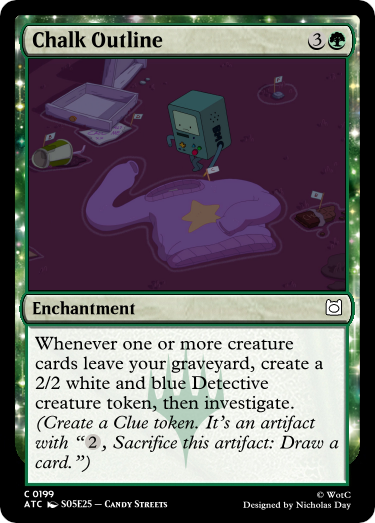 Chalk Outline 3
Enchantment
Whenever one or more creature
cards leave your graveyard, create a
2/2 white and blue Detective
creature token, then investigate.
(Create a Clue token. It's an artifact
with “2, Sacrifice this artifact: Draw a
card.”)
C 0199
ATC S05E25 – Candy Streets
© WotC
Designed by Nicholas Day